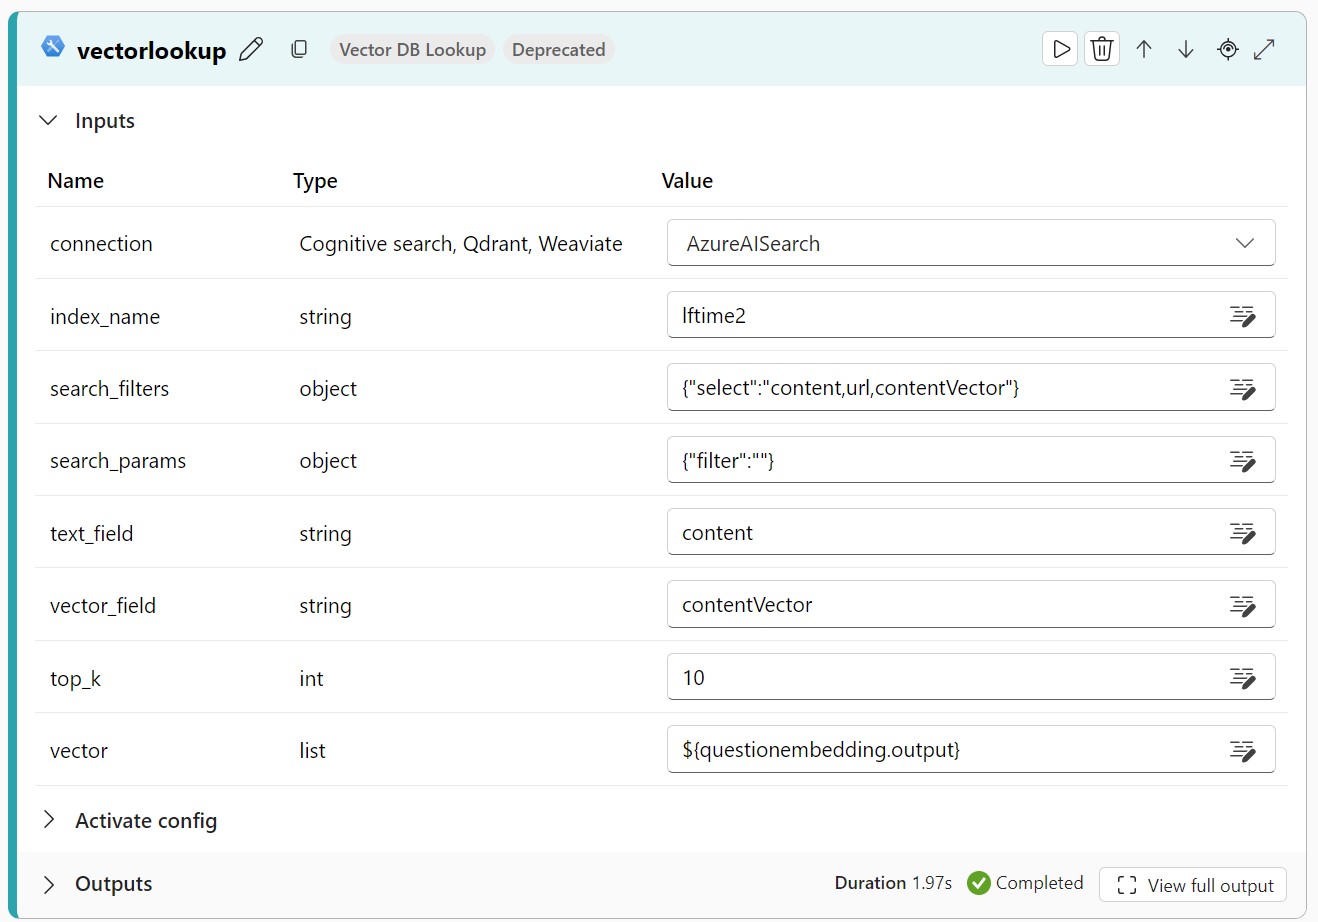 vectorlookup Vector DB Lookup Deprecated
Inputs
Name Type Value
connection Cognitive search, Qdrant, Weaviate AzureAISearch
index_name string lftime2
search_filters object {"select":"content,url,contentVector"}
search_params object {"filter":""}
text_field string content
vector_field string contentVector
top_k int 10
vector list ${questionembedding.output}
Activate config
Outputs Duration 1.97s Completed View full output